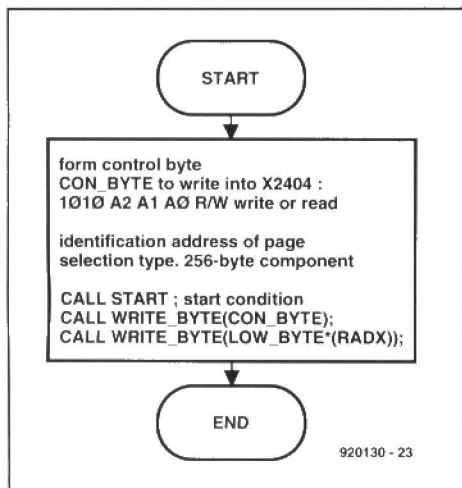 START
form control byte
CON_BYTE to write into X2404 :
1Ø1Ø A2 A1 AØ R/W write or read
identification address of page
selection type. 256-byte component
CALL START ; start condition
CALL WRITE_BYTE(CON_BYTE);
CALL WRITE_BYTE(LOW_BYTE*(RADX));
END
920130 - 23